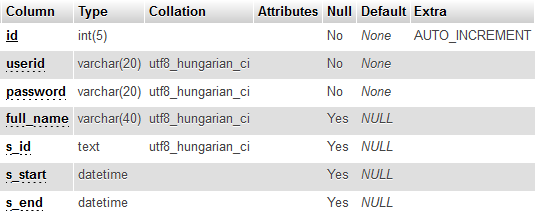 Column Type Collation Attributes Null Default Extra
id int(5) No None AUTO_INCREMENT
userid varchar(20) utf8_hungarian_ci No None
password varchar(20) utf8_hungarian_ci No None
full_name varchar(40) utf8_hungarian_ci Yes NULL
s_id text utf8_hungarian_ci Yes NULL
s_start datetime Yes NULL
s_end datetime Yes NULL